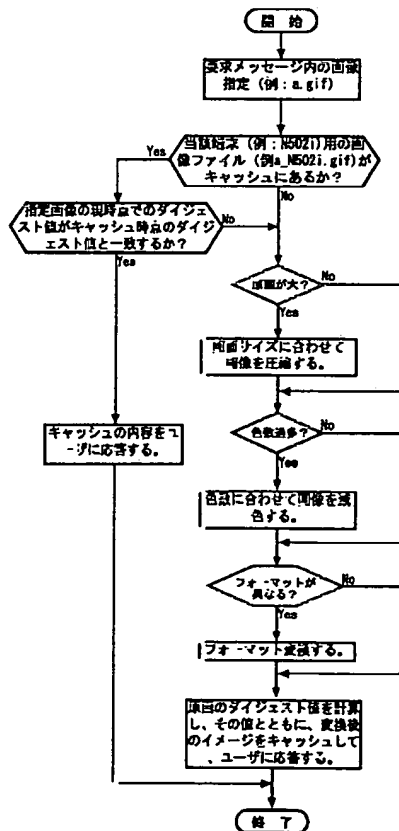 開 始
要求メッセージ内の画像
指定（例：a.gif）
当該端末（例：N502i）用の画
像ファイル（例a_N502i.gif）が
キャッシュにあるか？
Yes
No
指定画像の現時点でのダイジェ
スト値がキャッシュ時点のダイジ
ェスト値と一致するか？
No
Yes
原画が大？
No
Yes
画面サイズに合わせて
画像を圧縮する。
色数過多？
No
Yes
キャッシュの内容をユ
ーザに応答する。
色数に合わせて画像を減
色する。
フォーマットが
異なる？
No
Yes
フォーマット変換する。
原画のダイジェスト値を計算
し、その値とともに、変換後
のイメージをキャッシュして
、ユーザに応答する。
終 了